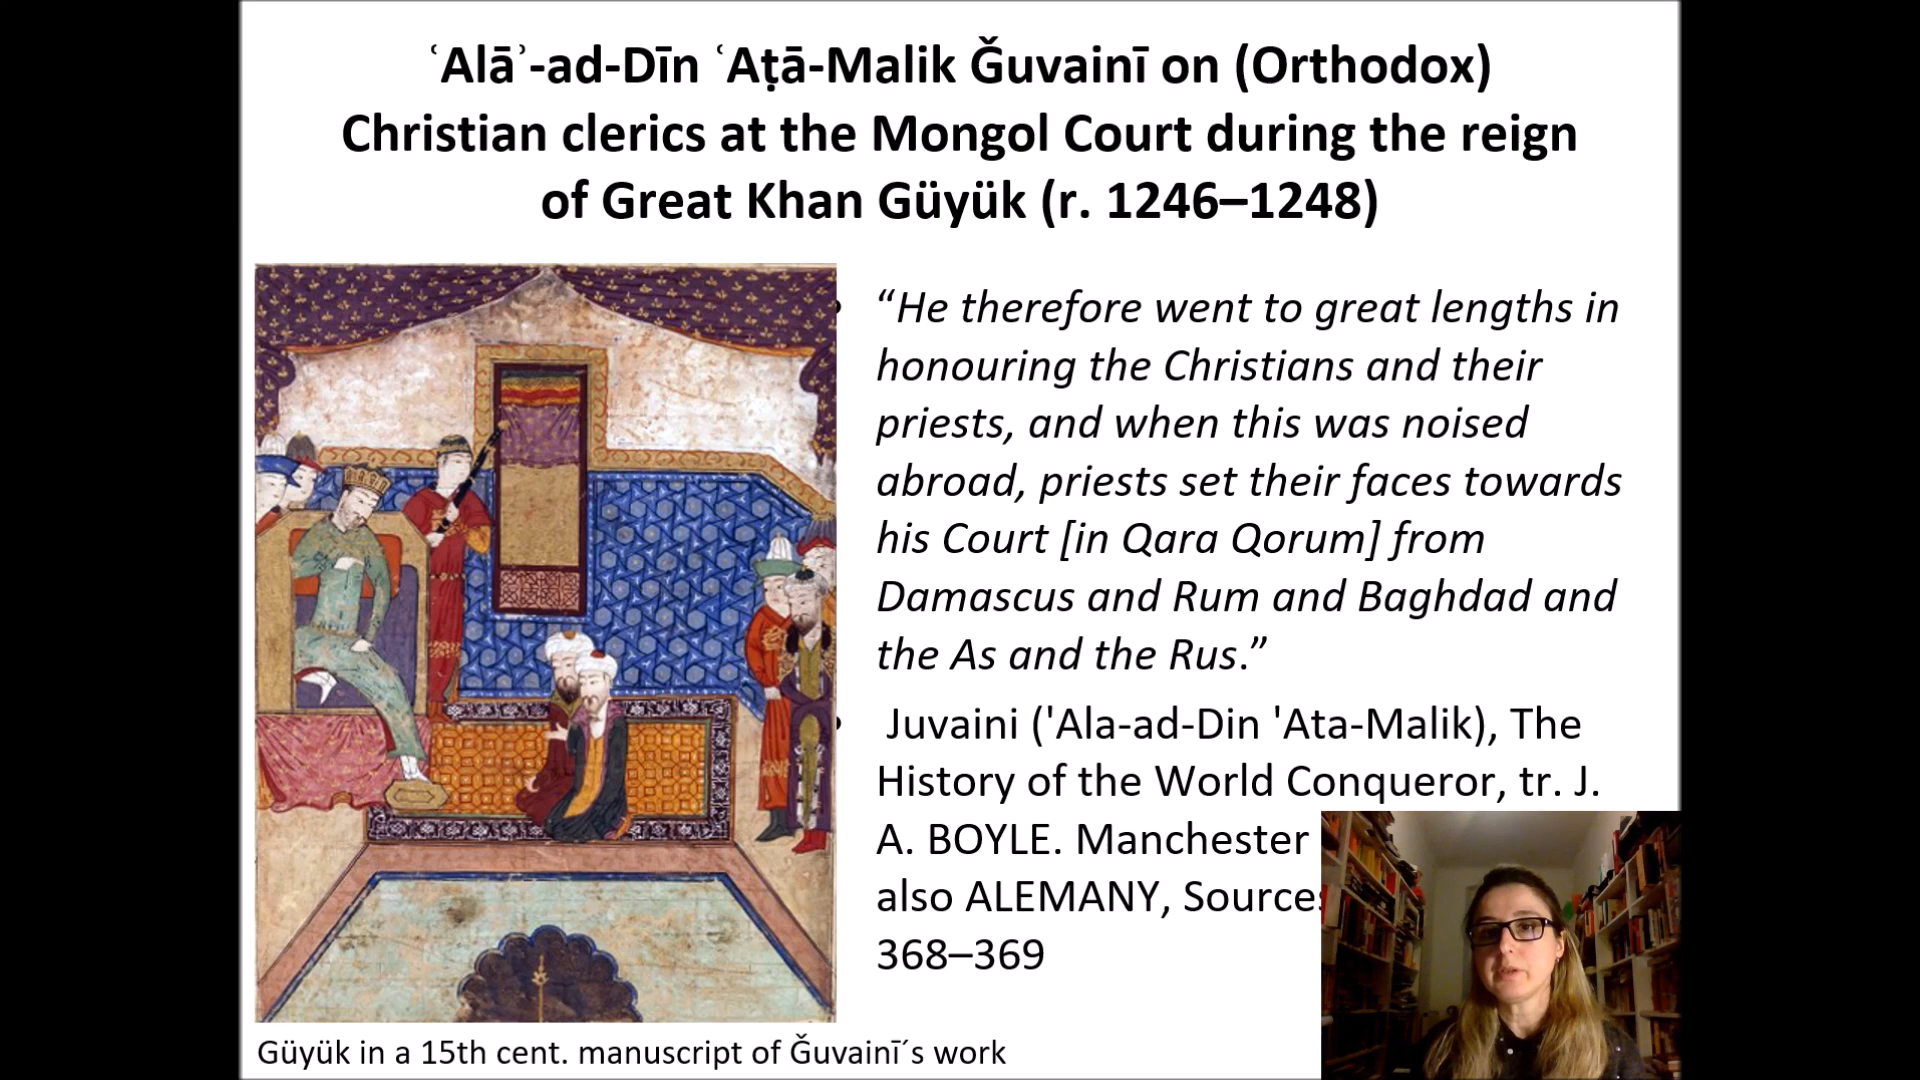 ʿAlāʾ-ad-Dīn ʿAṭā-Malik Ğuvainī on (Orthodox)
Christian clerics at the Mongol Court during the reign
of Great Khan Güyük (r. 1246–1248)
“He therefore went to great lengths in
honouring the Christians and their
priests, and when this was noised
abroad, priests set their faces towards
his Court [in Qara Qorum] from
Damascus and Rum and Baghdad and
the As and the Rus.”
Juvaini ('Ala-ad-Din 'Ata-Malik), The
History of the World Conqueror, tr. J.
A. BOYLE. Manchester
also ALEMANY, Sources
368–369
Güyük in a 15th cent. manuscript of Ğuvainī´s work